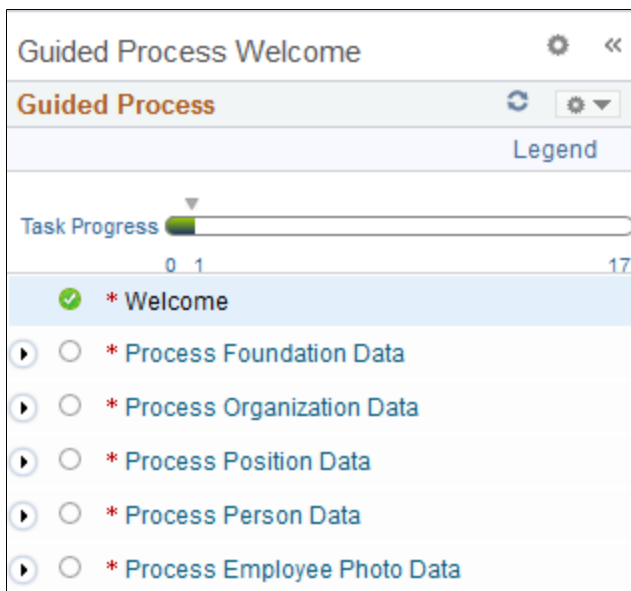 Guided Process Welcome
Guided Process
Legend
Task Progress
0 1 17
* Welcome
* Process Foundation Data
* Process Organization Data
* Process Position Data
* Process Person Data
* Process Employee Photo Data